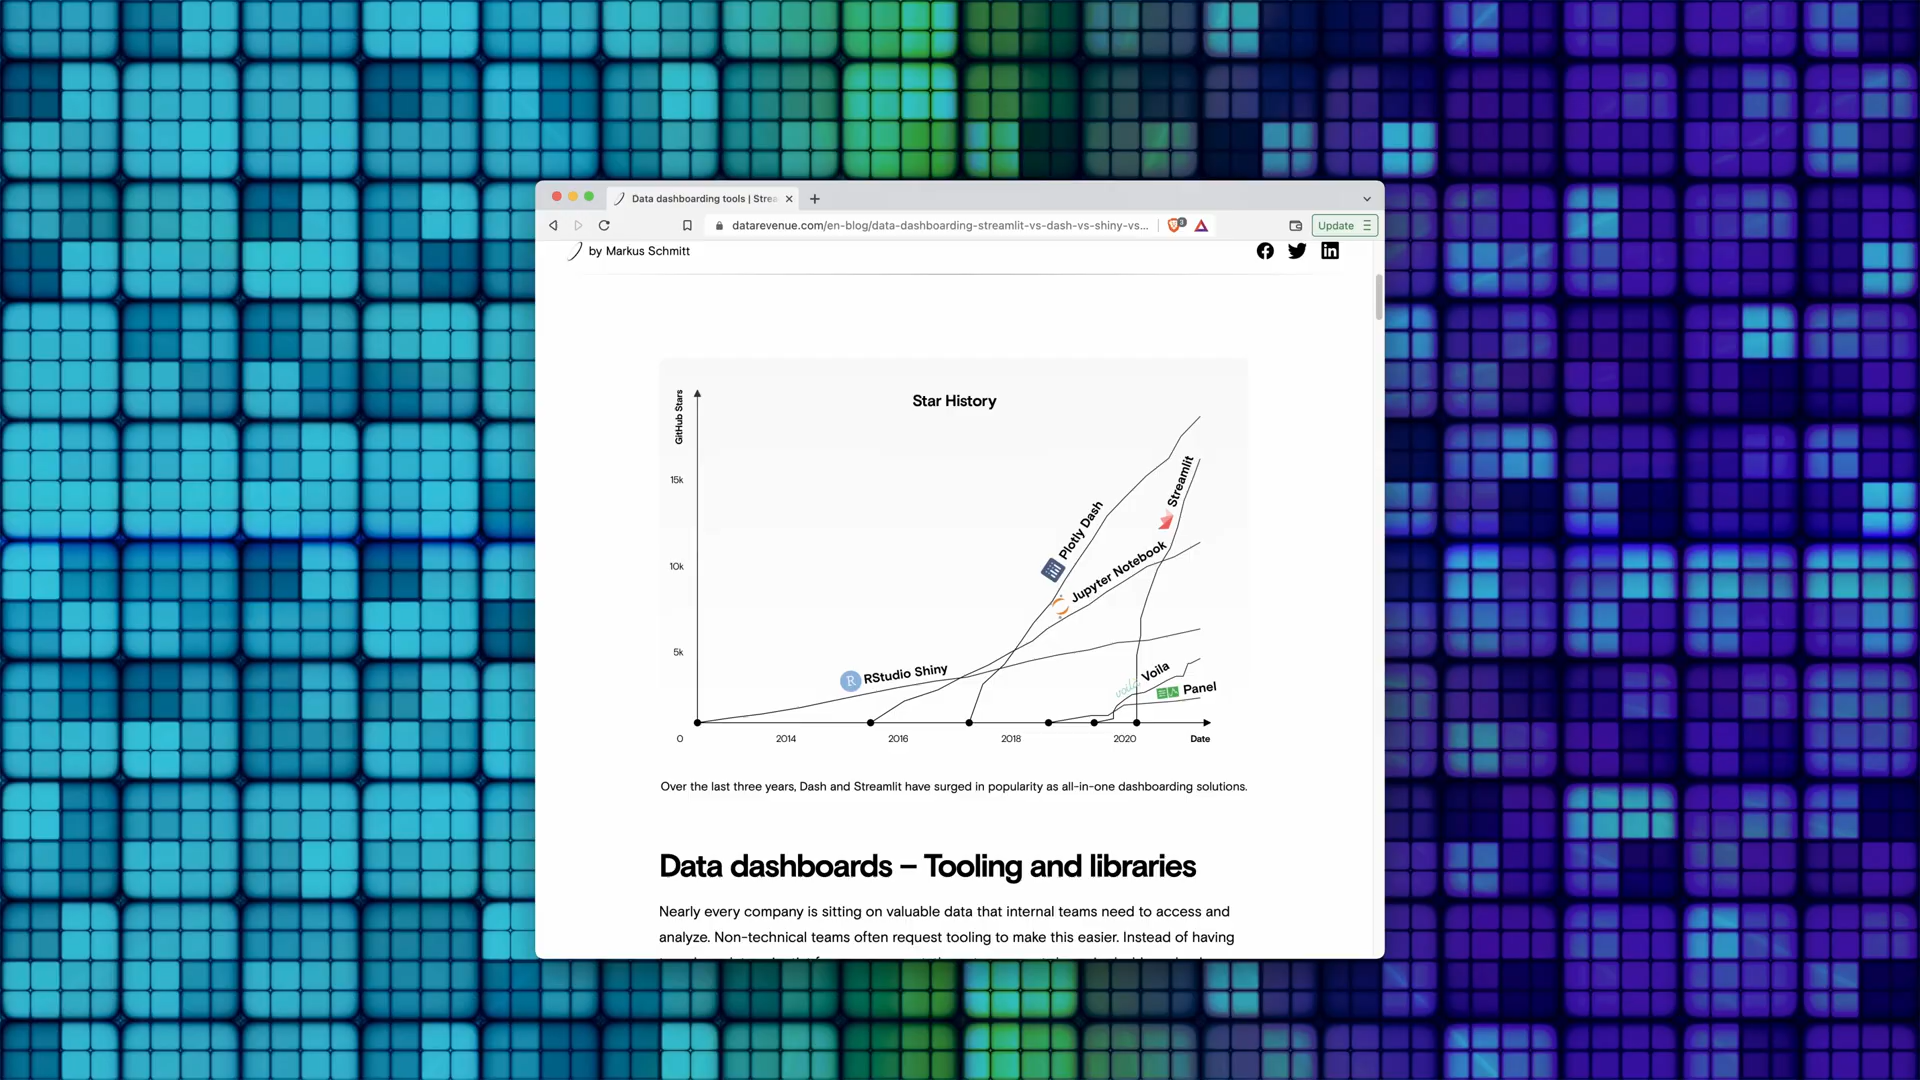 Data dashboarding tools | Strea
datarevenue.com/en-blog/data-dashboarding-streamlit-vs-dash-vs-shiny-vs...
3
Update
by Markus Schmitt
Star History
GitHub Stars
15k
10k
5k
0
2014
2016
2018
2020
Date
Plotly Dash
Streamlit
Jupyter Notebook
R
RStudio Shiny
voilà
Voila
Panel
Over the last three years, Dash and Streamlit have surged in popularity as all-in-one dashboarding solutions.
Data dashboards – Tooling and libraries
Nearly every company is sitting on valuable data that internal teams need to access and
analyze. Non-technical teams often request tooling to make this easier. Instead of having